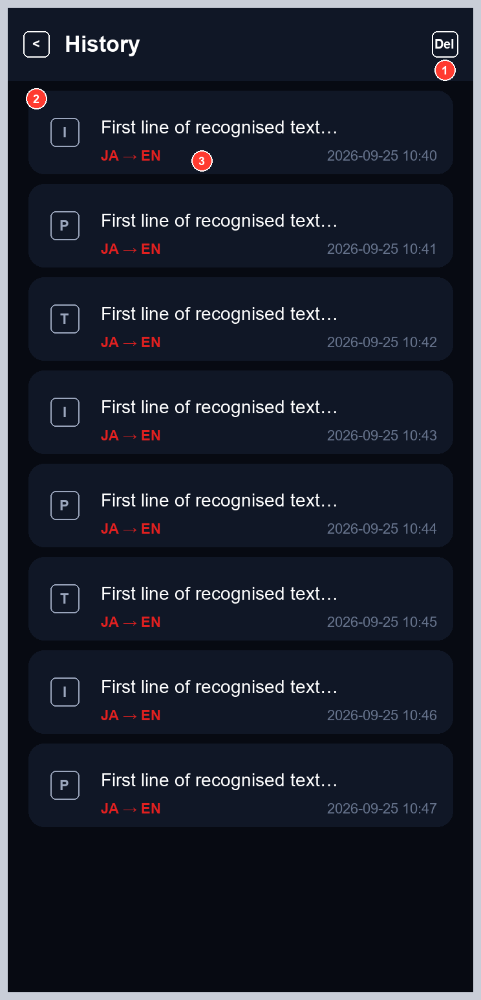 < History Del
1
2
I First line of recognised text…
JA → EN 3 2026-09-25 10:40
P First line of recognised text…
JA → EN 2026-09-25 10:41
T First line of recognised text…
JA → EN 2026-09-25 10:42
I First line of recognised text…
JA → EN 2026-09-25 10:43
P First line of recognised text…
JA → EN 2026-09-25 10:44
T First line of recognised text…
JA → EN 2026-09-25 10:45
I First line of recognised text…
JA → EN 2026-09-25 10:46
P First line of recognised text…
JA → EN 2026-09-25 10:47